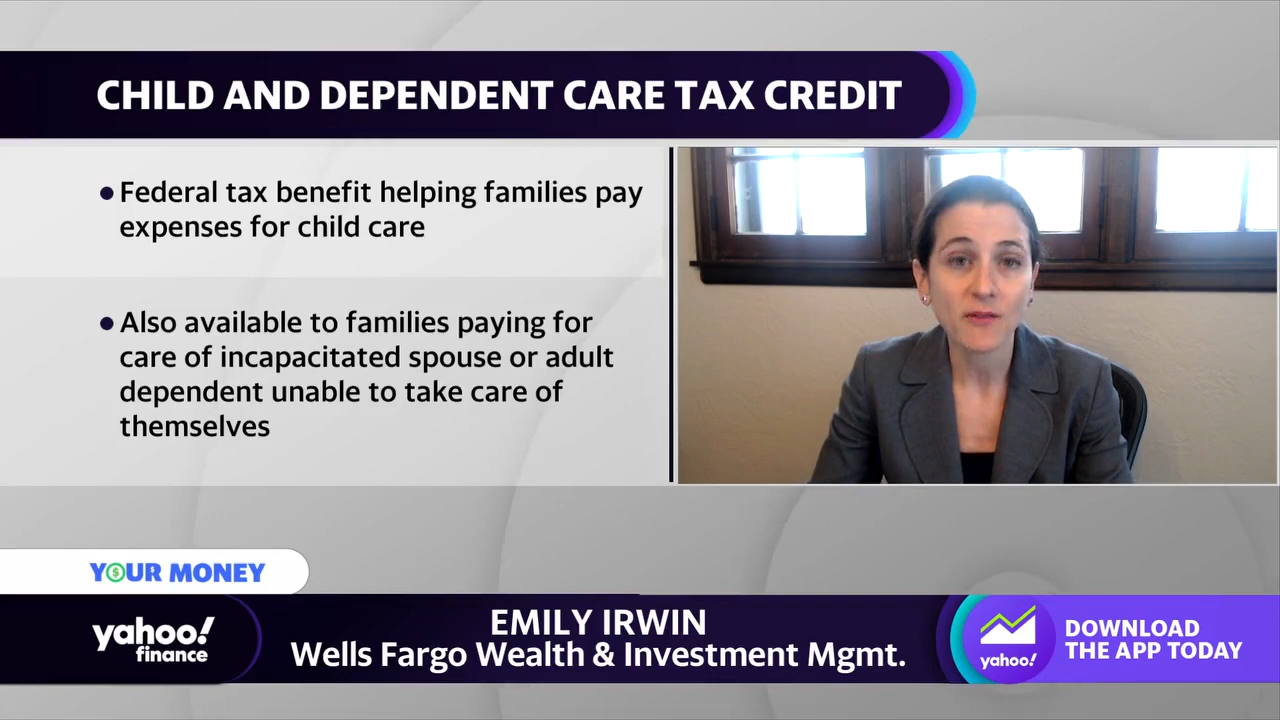 CHILD AND DEPENDENT CARE TAX CREDIT
• Federal tax benefit helping families pay
expenses for child care
• Also available to families paying for
care of incapacitated spouse or adult
dependent unable to take care of
themselves
YOUR MONEY
yahoo!
finance
EMILY IRWIN
Wells Fargo Wealth & Investment Mgmt.
yahoo!
DOWNLOAD
THE APP TODAY